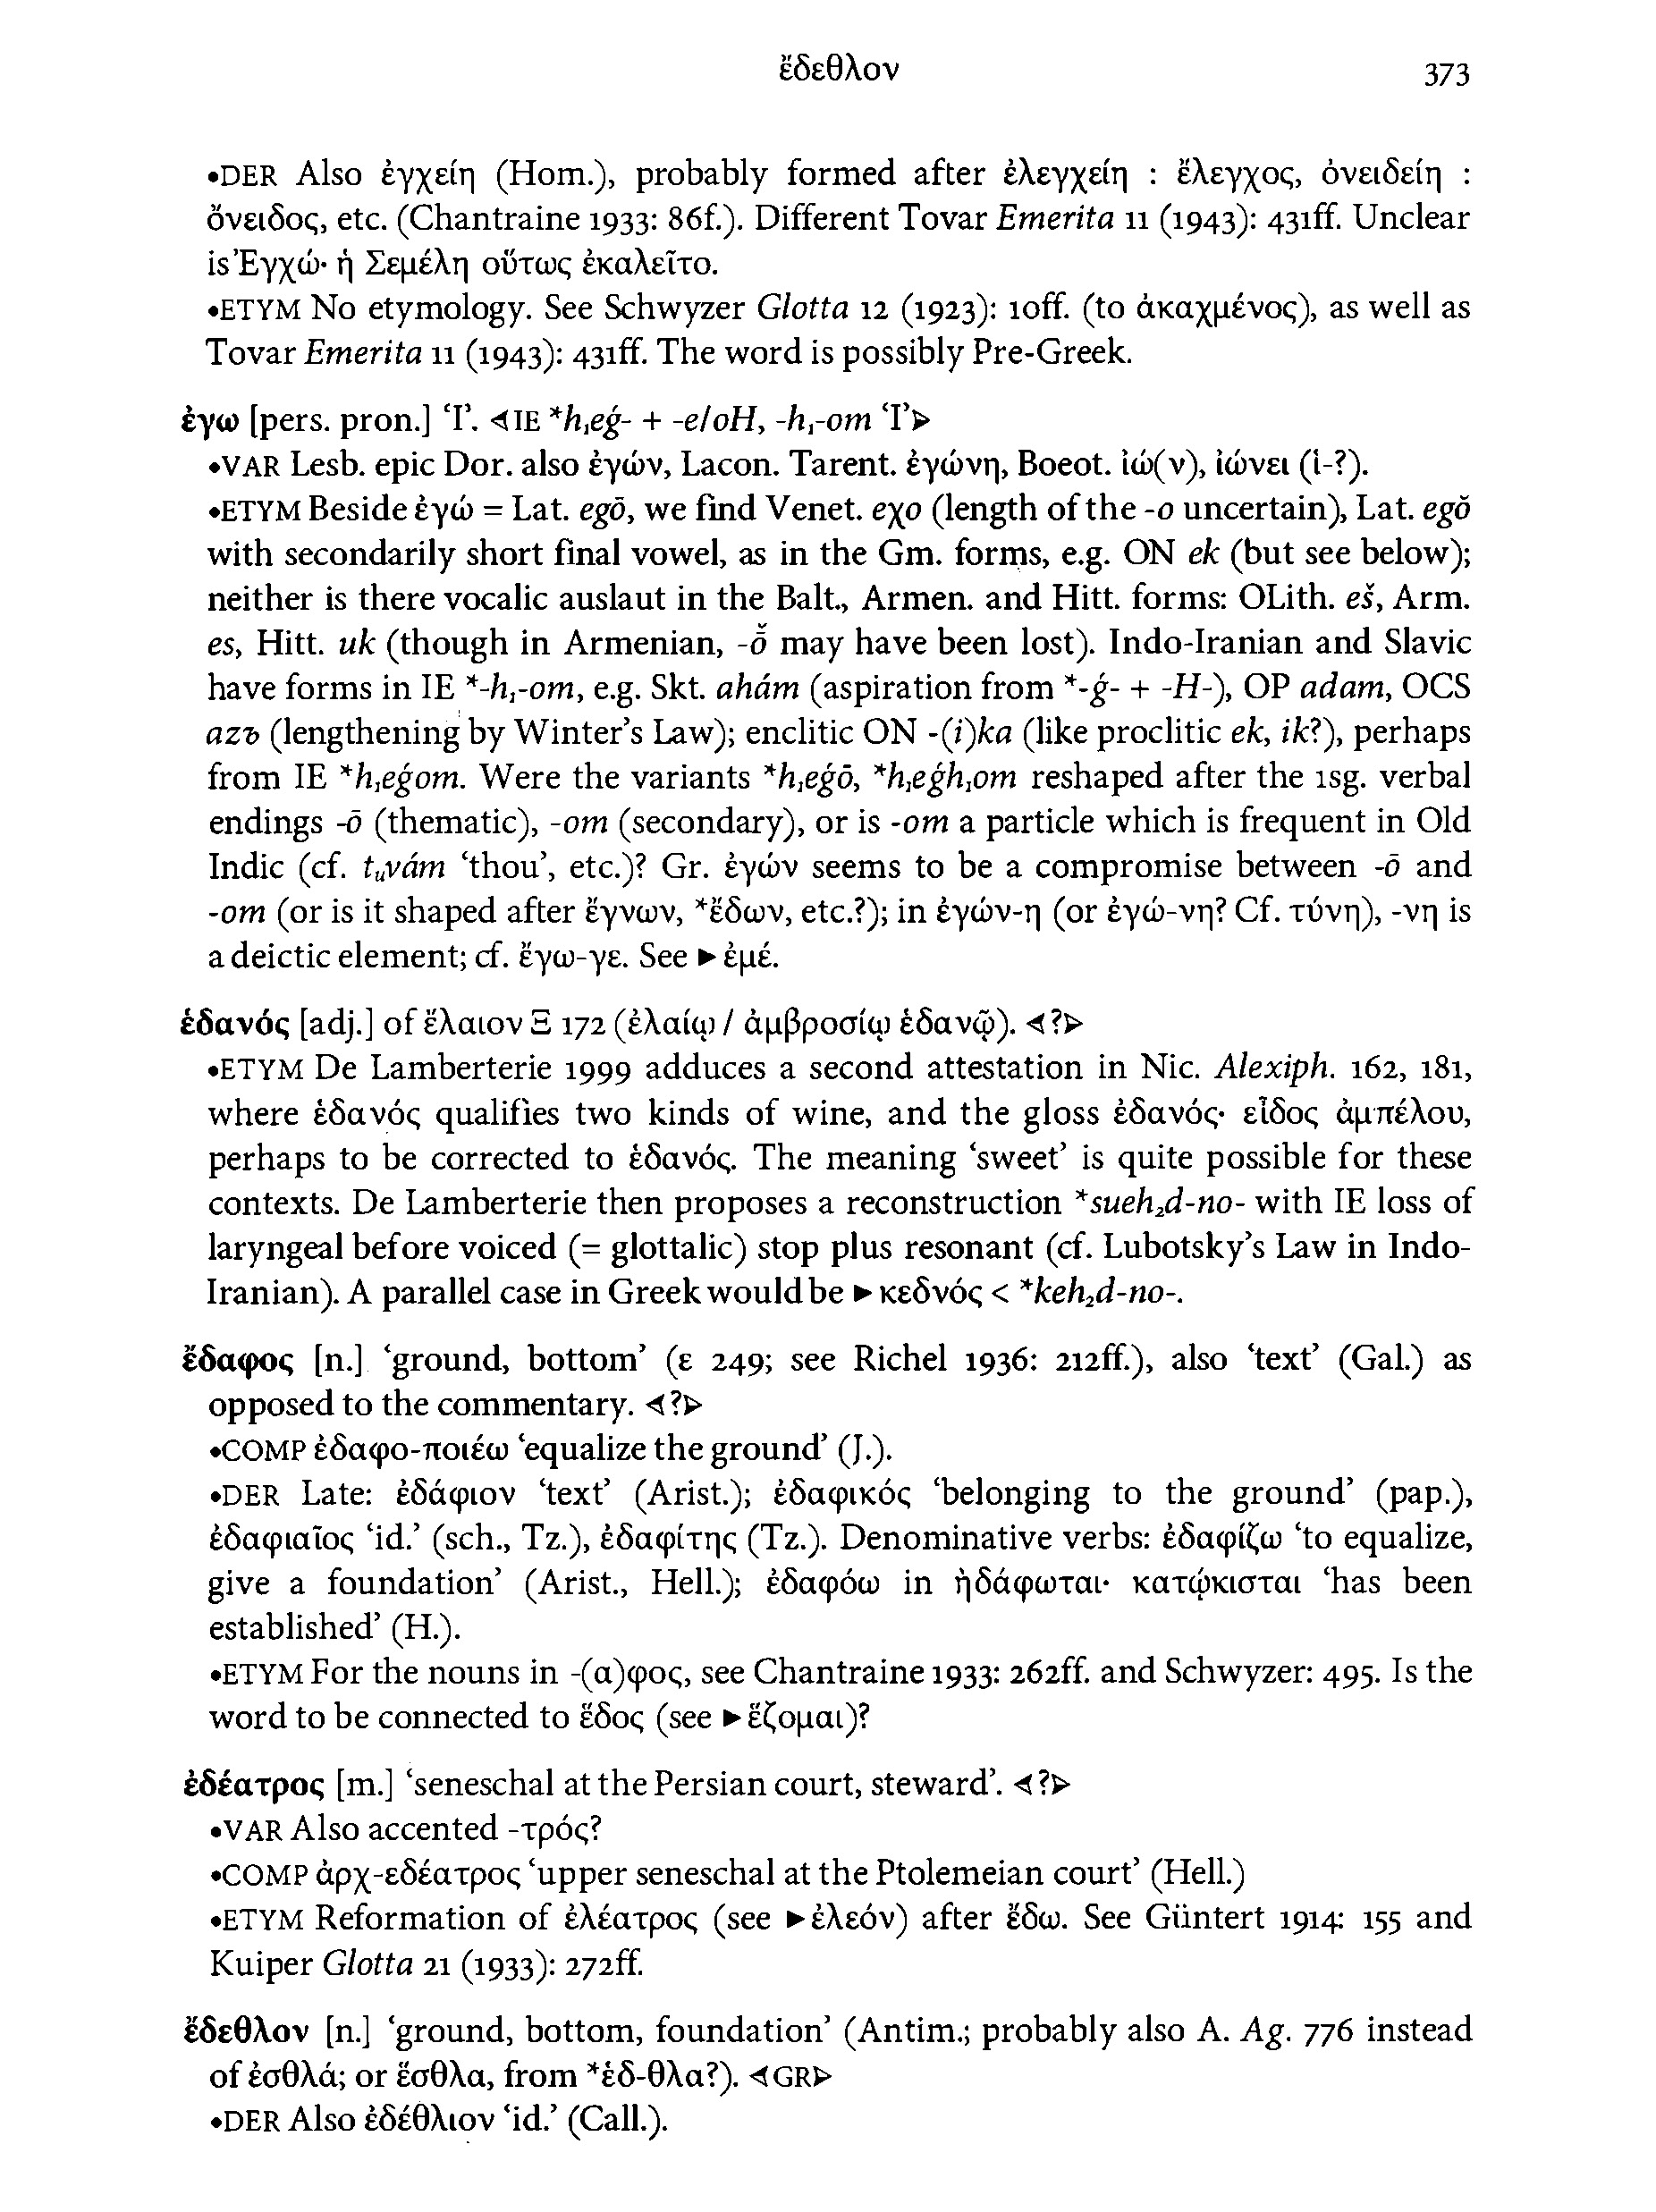 ἔδεθλον 373
•DER Also ἐγχείη (Hom.), probably formed after ἐλεγχείη : ἔλεγχος, ὀνειδείη :
ὄνειδος, etc. (Chantraine 1933: 86f.). Different Tovar Emerita 11 (1943): 431ff. Unclear
is Ἐγχώ· ἡ Σεμέλη οὕτως ἐκαλεῖτο.
•ETYM No etymology. See Schwyzer Glotta 12 (1923): 10ff. (to ἀκαχμένος), as well as
Tovar Emerita 11 (1943): 431ff. The word is possibly Pre-Greek.
ἐγω [pers. pron.] ‘I’. ◁IE *h₁eǵ- + -e/oH, -h₁-om ‘I’▷
•VAR Lesb. epic Dor. also ἐγών, Lacon. Tarent. ἐγώνη, Boeot. ἰώ(ν), ἰώνει (ἱ-?).
•ETYM Beside ἐγώ = Lat. egō, we find Venet. eχo (length of the -o uncertain), Lat. egŏ
with secondarily short final vowel, as in the Gm. forms, e.g. ON ek (but see below);
neither is there vocalic auslaut in the Balt., Armen. and Hitt. forms: OLith. eš, Arm.
es, Hitt. uk (though in Armenian, -ō̆ may have been lost). Indo-Iranian and Slavic
have forms in IE *-h₁-om, e.g. Skt. ahám (aspiration from *-ǵ- + -H-), OP adam, OCS
azъ (lengthening by Winter’s Law); enclitic ON -(i)ka (like proclitic ek, ik?), perhaps
from IE *h₁eǵom. Were the variants *h₁eǵō, *h₁eǵh₁om reshaped after the 1sg. verbal
endings -ō (thematic), -om (secondary), or is -om a particle which is frequent in Old
Indic (cf. tᵤvám ‘thou’, etc.)? Gr. ἐγών seems to be a compromise between -ō and
-om (or is it shaped after ἔγνων, *ἔδων, etc.?); in ἐγών-η (or ἐγώ-νη? Cf. τύνη), -νη is
a deictic element; cf. ἔγω-γε. See ►ἐμέ.
ἑδανός [adj.] of ἔλαιον Ξ 172 (ἐλαίῳ / ἀμβροσίῳ ἑδανῷ). ◁?▷
•ETYM De Lamberterie 1999 adduces a second attestation in Nic. Alexiph. 162, 181,
where ἑδανός qualifies two kinds of wine, and the gloss ἐδανός· εἶδος ἀμπέλου,
perhaps to be corrected to ἑδανός. The meaning ‘sweet’ is quite possible for these
contexts. De Lamberterie then proposes a reconstruction *sueh₂d-no- with IE loss of
laryngeal before voiced (= glottalic) stop plus resonant (cf. Lubotsky’s Law in Indo-
Iranian). A parallel case in Greek would be ►κεδνός < *keh₂d-no-.
ἔδαφος [n.] ‘ground, bottom’ (ε 249; see Richel 1936: 212ff.), also ‘text’ (Gal.) as
opposed to the commentary. ◁?▷
•COMP ἐδαφο-ποιέω ‘equalize the ground’ (J.).
•DER Late: ἐδάφιον ‘text’ (Arist.); ἐδαφικός ‘belonging to the ground’ (pap.),
ἐδαφιαῖος ‘id.’ (sch., Tz.), ἐδαφίτης (Tz.). Denominative verbs: ἐδαφίζω ‘to equalize,
give a foundation’ (Arist., Hell.); ἐδαφόω in ἠδάφωται· κατῴκισται ‘has been
established’ (H.).
•ETYM For the nouns in -(α)φος, see Chantraine 1933: 262ff. and Schwyzer: 495. Is the
word to be connected to ἕδος (see ►ἕζομαι)?
ἐδέατρος [m.] ‘seneschal at the Persian court, steward’. ◁?▷
•VAR Also accented -τρός?
•COMP ἀρχ-εδέατρος ‘upper seneschal at the Ptolemeian court’ (Hell.)
•ETYM Reformation of ἐλέατρος (see ►ἐλεόν) after ἔδω. See Güntert 1914: 155 and
Kuiper Glotta 21 (1933): 272ff.
ἔδεθλον [n.] ‘ground, bottom, foundation’ (Antim.; probably also A. Ag. 776 instead
of ἐσθλά; or ἔσθλα, from *ἑδ-θλα?). ◁GR▷
•DER Also ἐδέθλιον ‘id.’ (Call.).